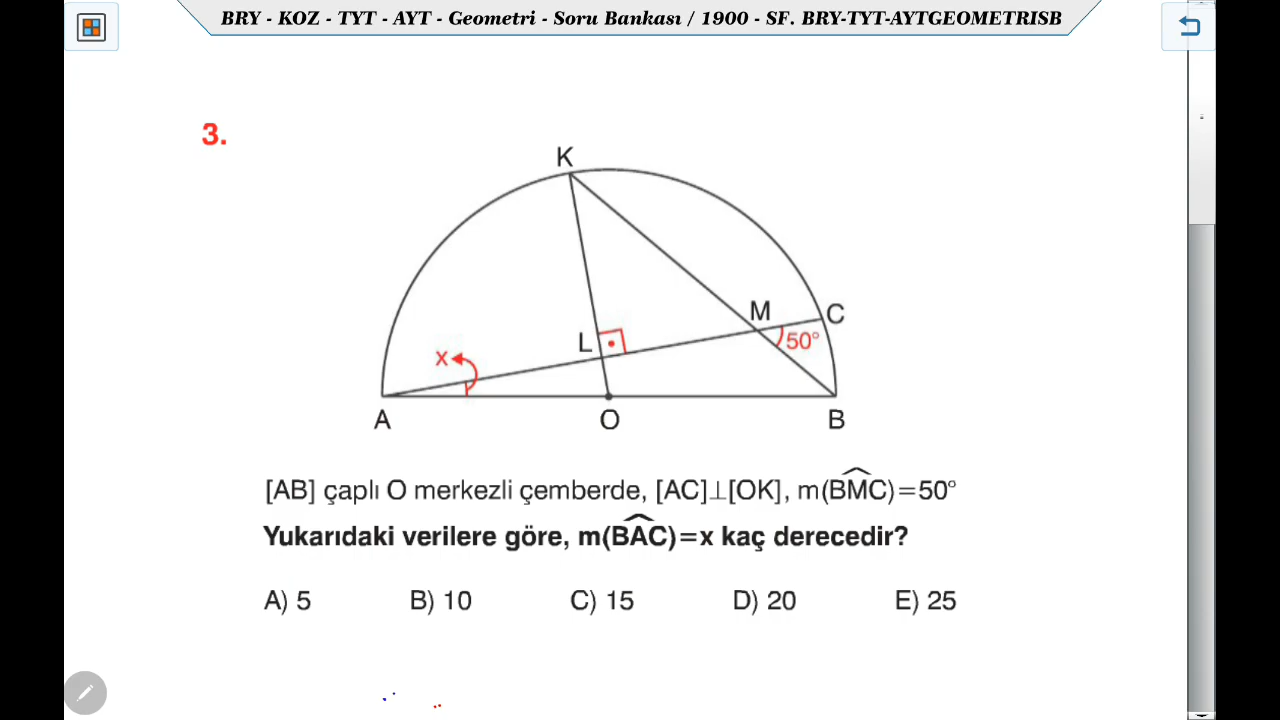 BRY - KOZ - TYT - AYT - Geometri - Soru Bankası / 1900 - SF. BRY-TYT-AYTGEOMETRISB
3.
K
M C
L 50°
x
A O B
[AB] çaplı O merkezli çemberde, [AC]⊥[OK], m(BMC)=50°
Yukarıdaki verilere göre, m(BAC)=x kaç derecedir?
A) 5 B) 10 C) 15 D) 20 E) 25